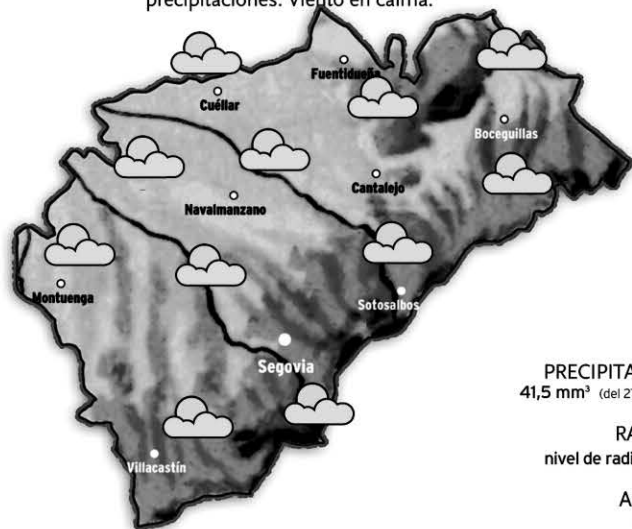 precipitaciones. Viento en calma.
Fuentidueña
Cuéllar
Boceguillas
Cantalejo
Navalmanzano
Montuenga
Sotosalbos
Segovia
Villacastín
PRECIPITA
41,5 mm³ (del 2
RA
nivel de radi
A